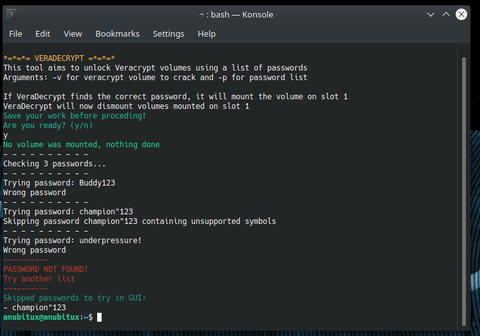 ~ : bash — Konsole
File Edit View Bookmarks Settings Help
*=*=*= VERADECRYPT =*=*=*
This tool aims to unlock Veracrypt volumes using a list of passwords
Arguments: -v for veracrypt volume to crack and -p for password list
If VeraDecrypt finds the correct password, it will mount the volume on slot 1
VeraDecrypt will now dismount volumes mounted on slot 1
Save your work before proceding!
Are you ready? (y/n)
y
No volume was mounted, nothing done
- - - - - - - - - -
Checking 3 passwords...
- - - - - - - - - -
Trying password: Buddy123
Wrong password
- - - - - - - - - -
Trying password: champion"123
Skipping password champion"123 containing unsupported symbols
- - - - - - - - - -
Trying password: underpressure!
Wrong password
----------
PASSWORD NOT FOUND!
Try another list
----------
Skipped passwords to try in GUI:
- champion"123
anubitux@anubitux:~$